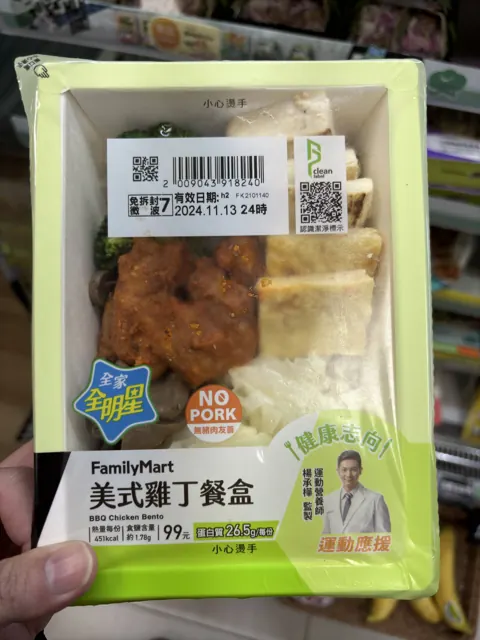 小心燙手
2 009043 918240
免拆封 微波 7
有效日期: h2 FK2101140
2024.11.13 24時
clean label
認識潔淨標示
全家
全明星
NO
PORK
無豬肉友善
健康志向
運動營養師
楊承樺 監製
運動應援
FamilyMart
美式雞丁餐盒
BBQ Chicken Bento
熱量每份 451kcal
食鹽含量 約1.78g
99元
蛋白質26.5g/每份
小心燙手